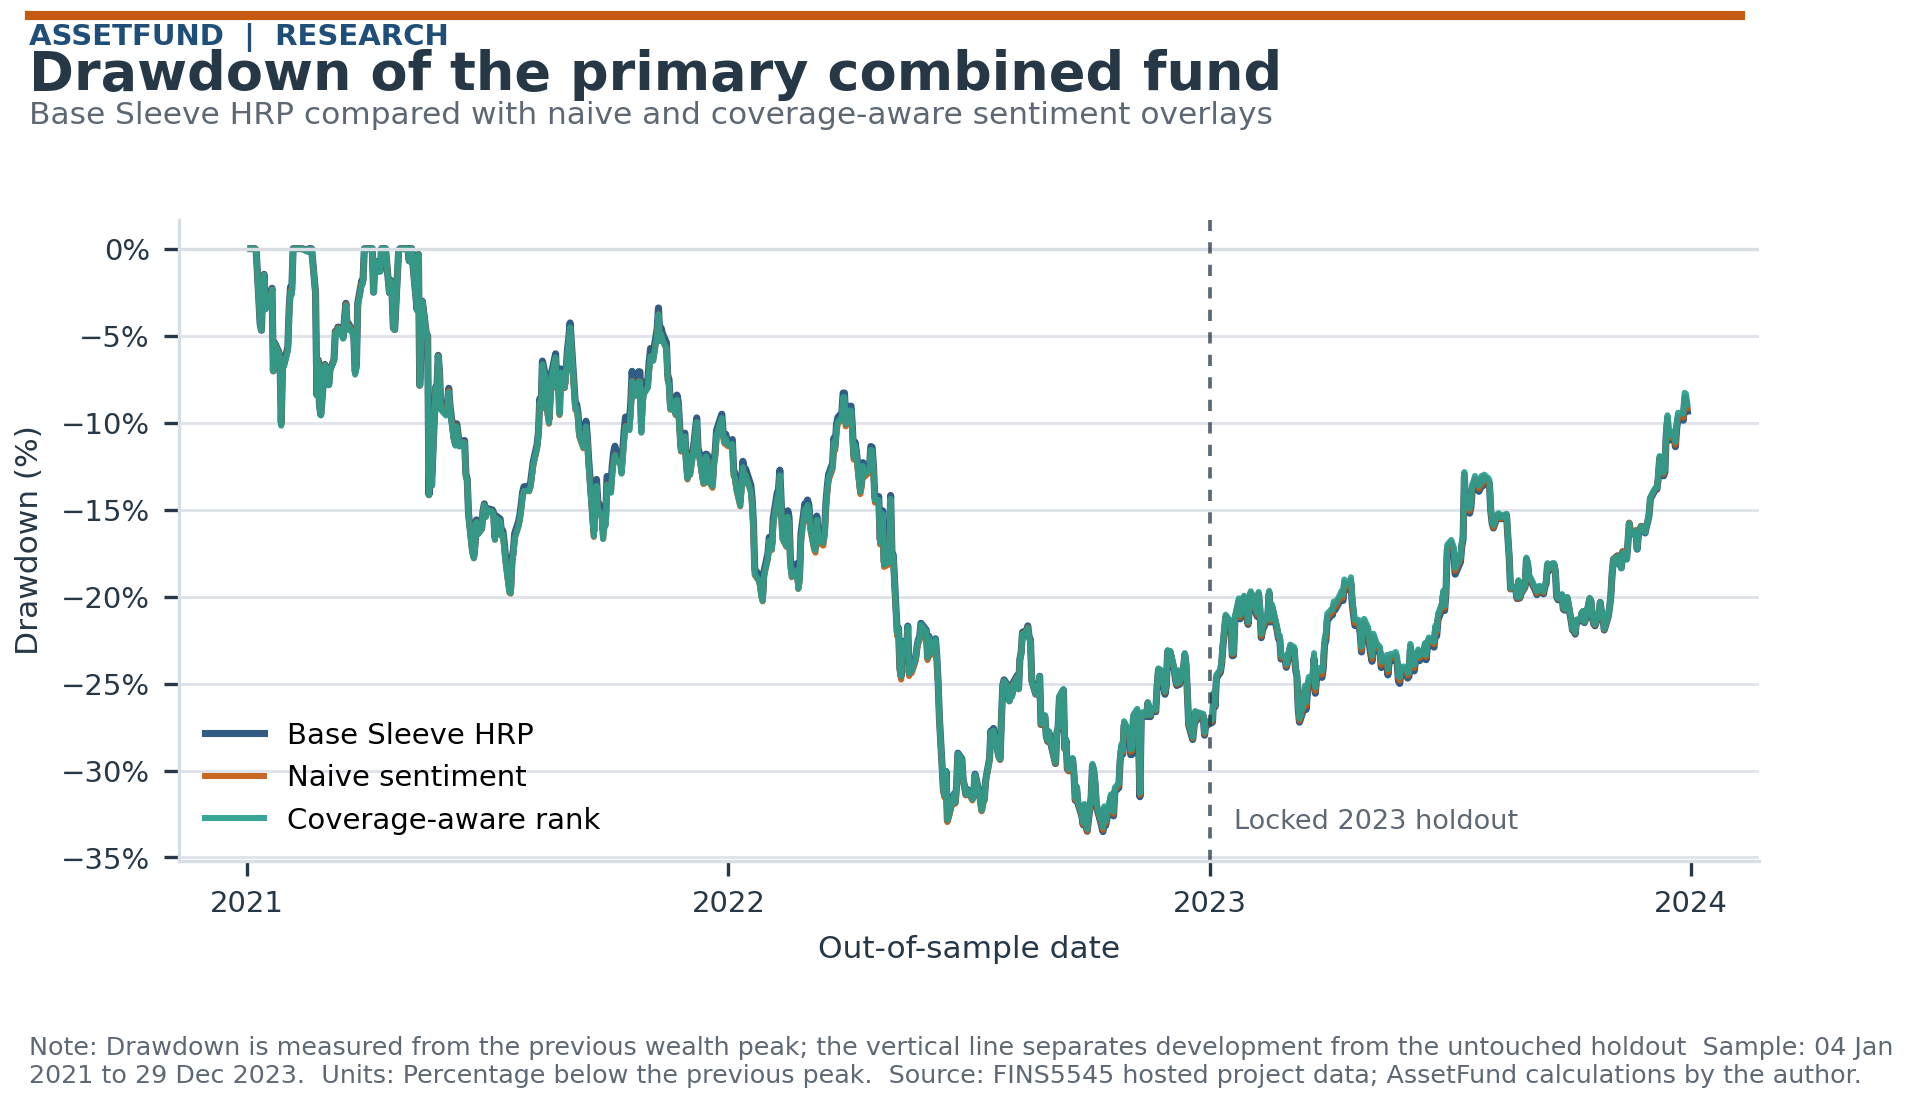 ASSETFUND | RESEARCH
Drawdown of the primary combined fund
Base Sleeve HRP compared with naive and coverage-aware sentiment overlays
Drawdown (%)
0%
−5%
−10%
−15%
−20%
−25%
−30%
−35%
Base Sleeve HRP
Naive sentiment
Coverage-aware rank
Locked 2023 holdout
2021
2022
2023
2024
Out-of-sample date
Note: Drawdown is measured from the previous wealth peak; the vertical line separates development from the untouched holdout  Sample: 04 Jan
2021 to 29 Dec 2023.  Units: Percentage below the previous peak.  Source: FINS5545 hosted project data; AssetFund calculations by the author.